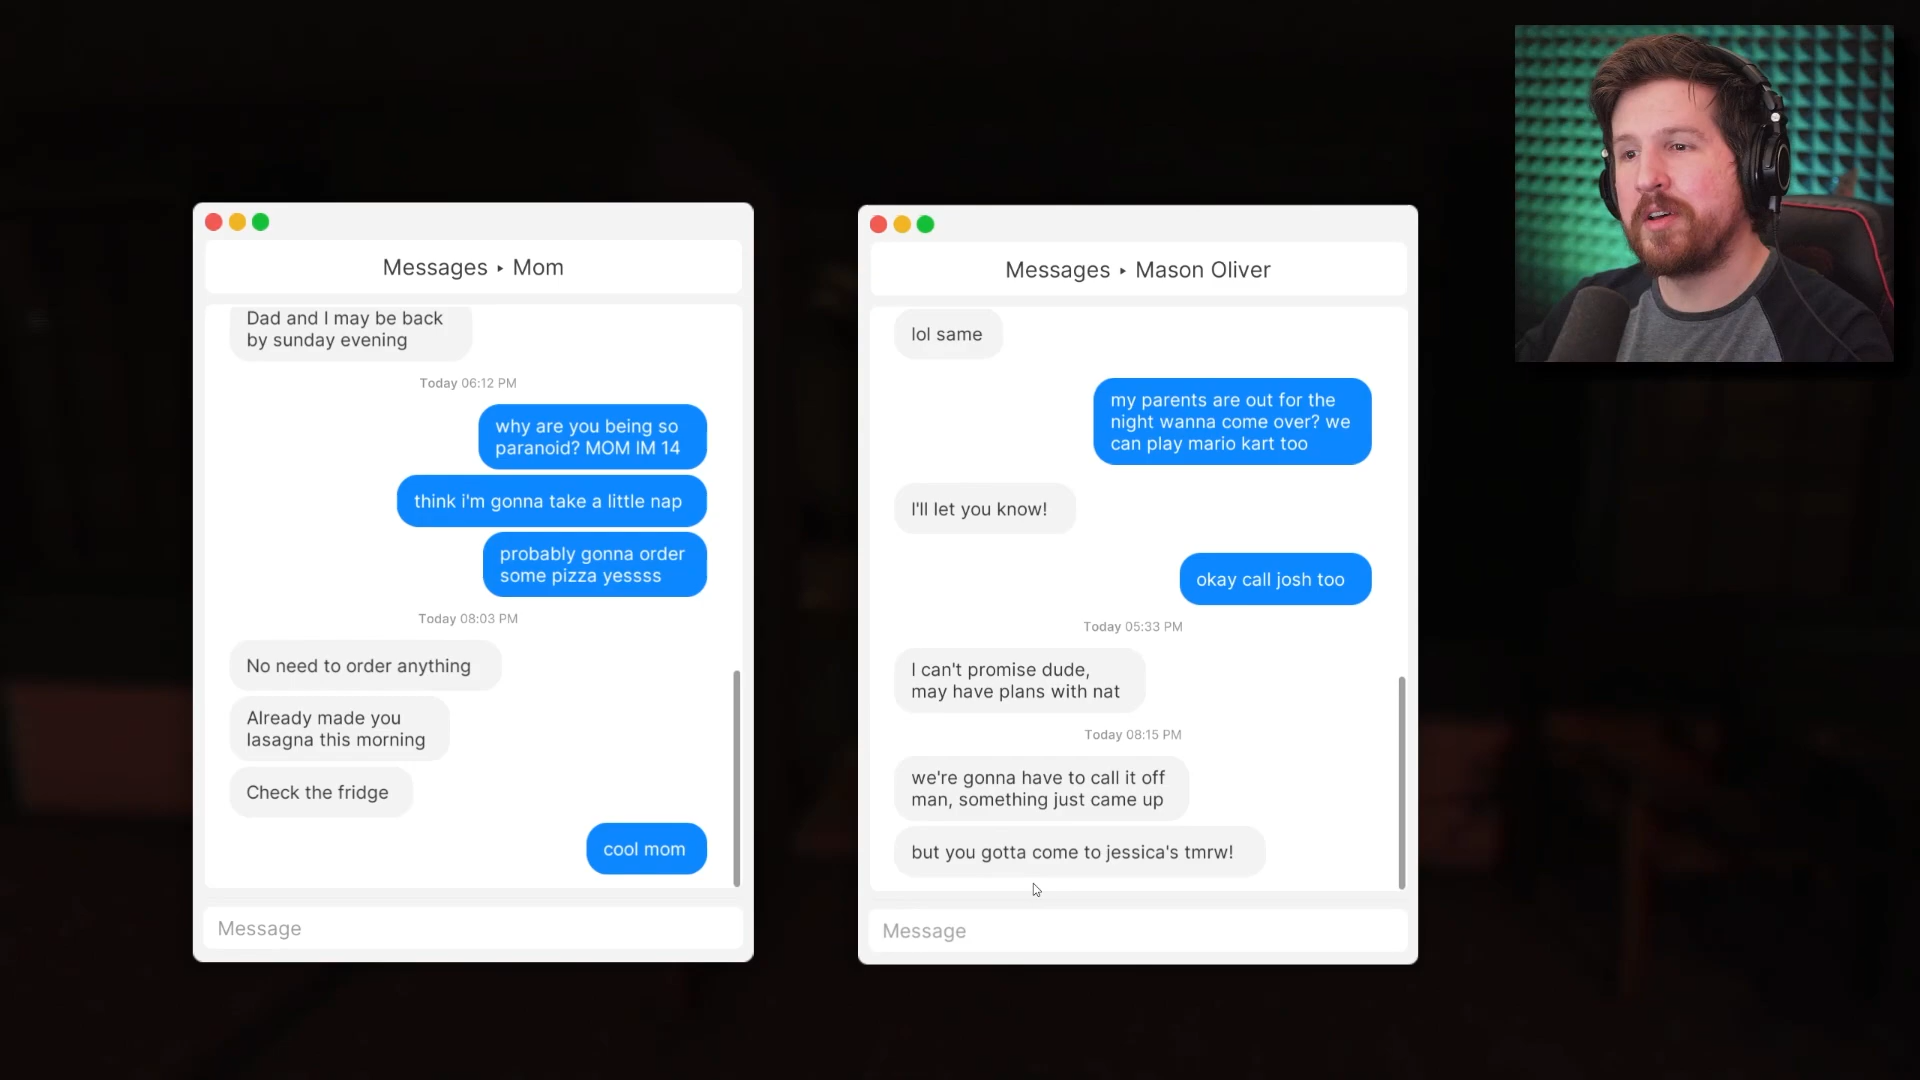 Messages ▸ Mom
Dad and I may be back
by sunday evening
Today 06:12 PM
why are you being so
paranoid? MOM IM 14
think i'm gonna take a little nap
probably gonna order
some pizza yessss
Today 08:03 PM
No need to order anything
Already made you
lasagna this morning
Check the fridge
cool mom
Message
Messages ▸ Mason Oliver
lol same
my parents are out for the
night wanna come over? we
can play mario kart too
I'll let you know!
okay call josh too
Today 05:33 PM
I can't promise dude,
may have plans with nat
Today 08:15 PM
we're gonna have to call it off
man, something just came up
but you gotta come to jessica's tmrw!
Message